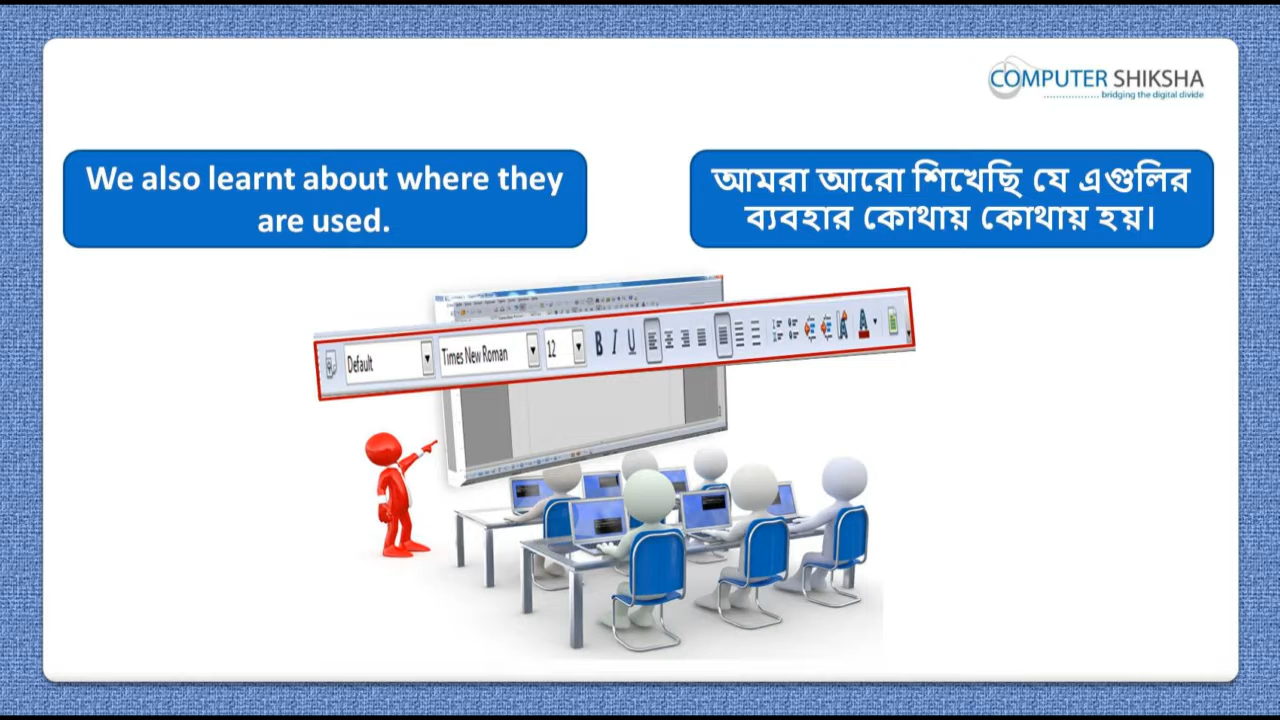 COMPUTER SHIKSHA
bridging the digital divide
We also learnt about where they
are used.
আমরা আরো শিখেছি যে এগুলির
ব্যবহার কোথায় কোথায় হয়।
Default Times New Roman 12 B I U